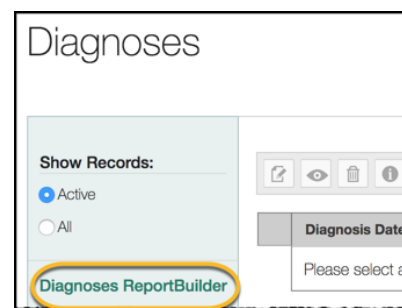 Diagnoses
Show Records:
Active
All
Diagnosis Date
Please select a
Diagnoses ReportBuilder